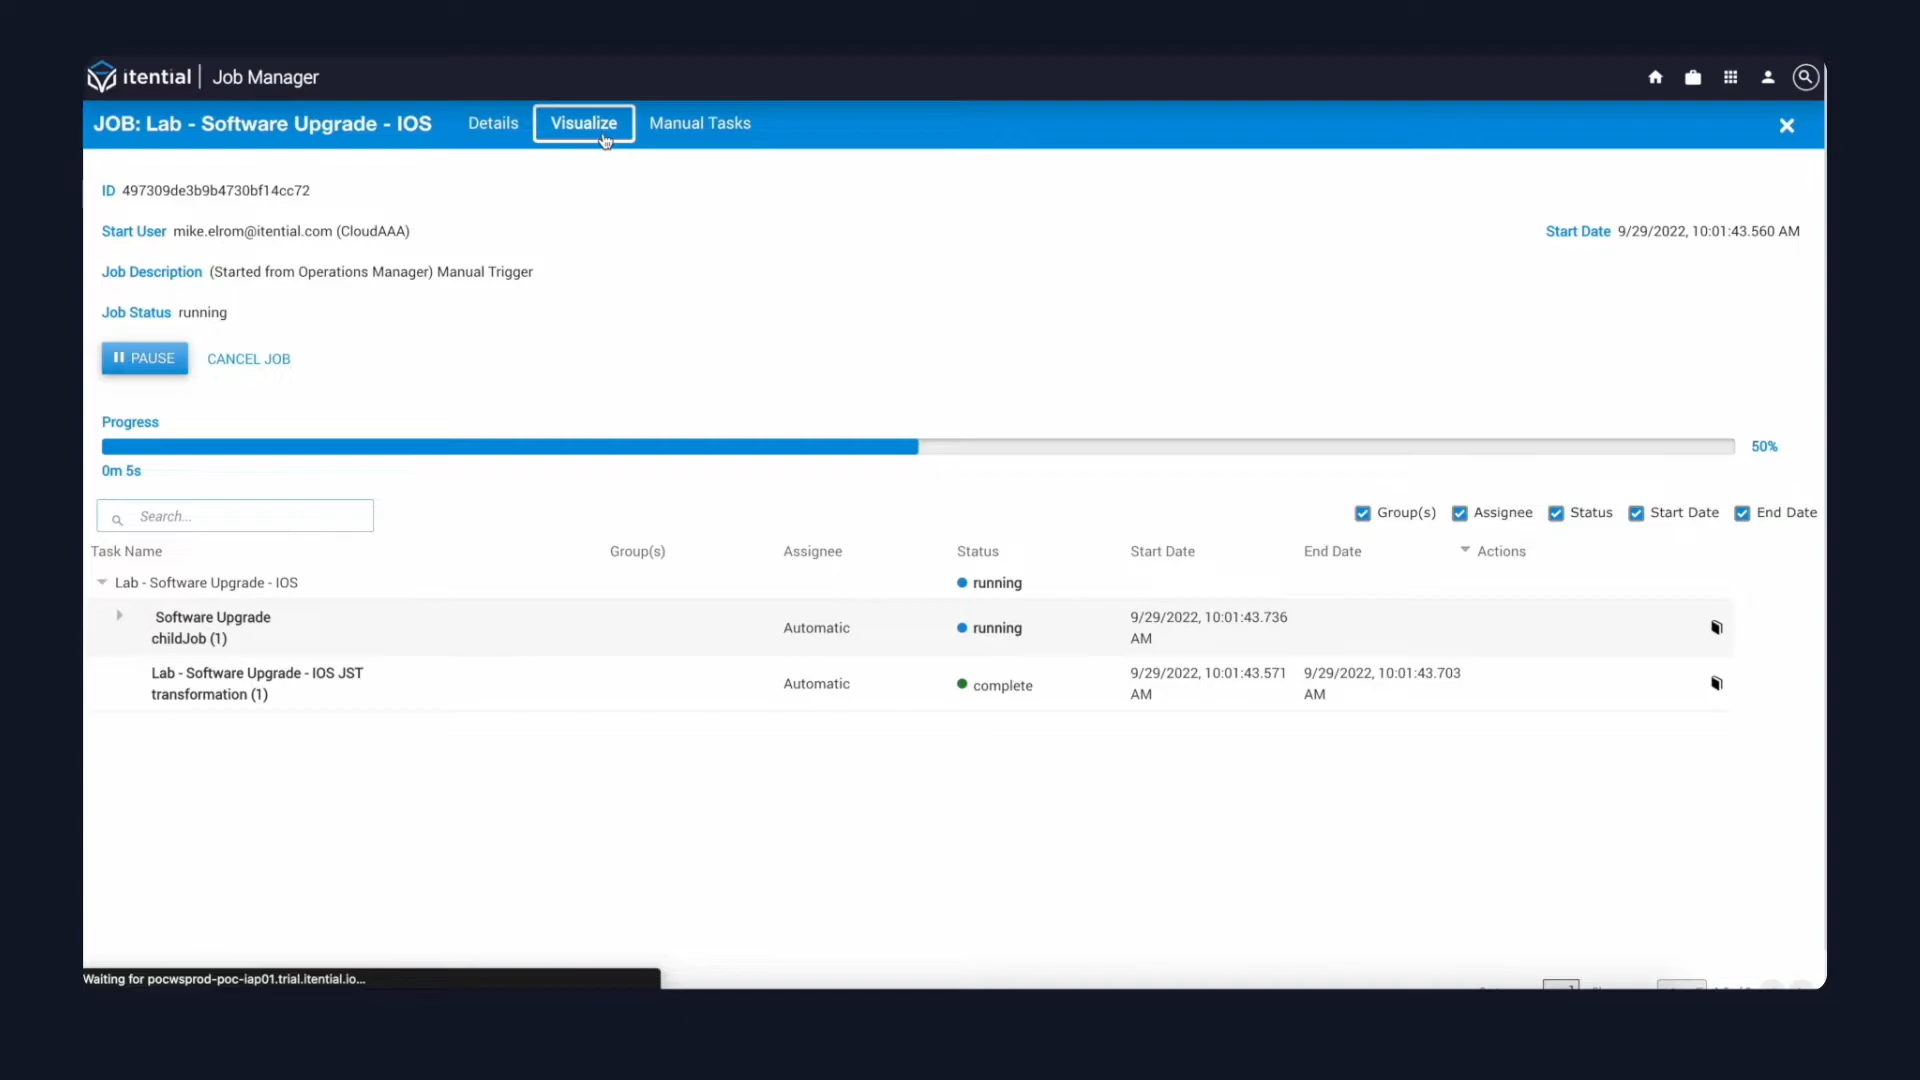 itential | Job Manager
JOB: Lab - Software Upgrade - IOS Details Visualize Manual Tasks
ID 497309de3b9b4730bf14cc72
Start User mike.elrom@itential.com (CloudAAA) Start Date 9/29/2022, 10:01:43.560 AM
Job Description (Started from Operations Manager) Manual Trigger
Job Status running
PAUSE CANCEL JOB
Progress
50%
0m 5s
Search... Group(s) Assignee Status Start Date End Date
Task Name Group(s) Assignee Status Start Date End Date Actions
Lab - Software Upgrade - IOS running
Software Upgrade 9/29/2022, 10:01:43.736
childJob (1) Automatic running AM
Lab - Software Upgrade - IOS JST 9/29/2022, 10:01:43.571 9/29/2022, 10:01:43.703
transformation (1) Automatic complete AM AM
Waiting for pocwsprod-poc-iap01.trial.itential.io...